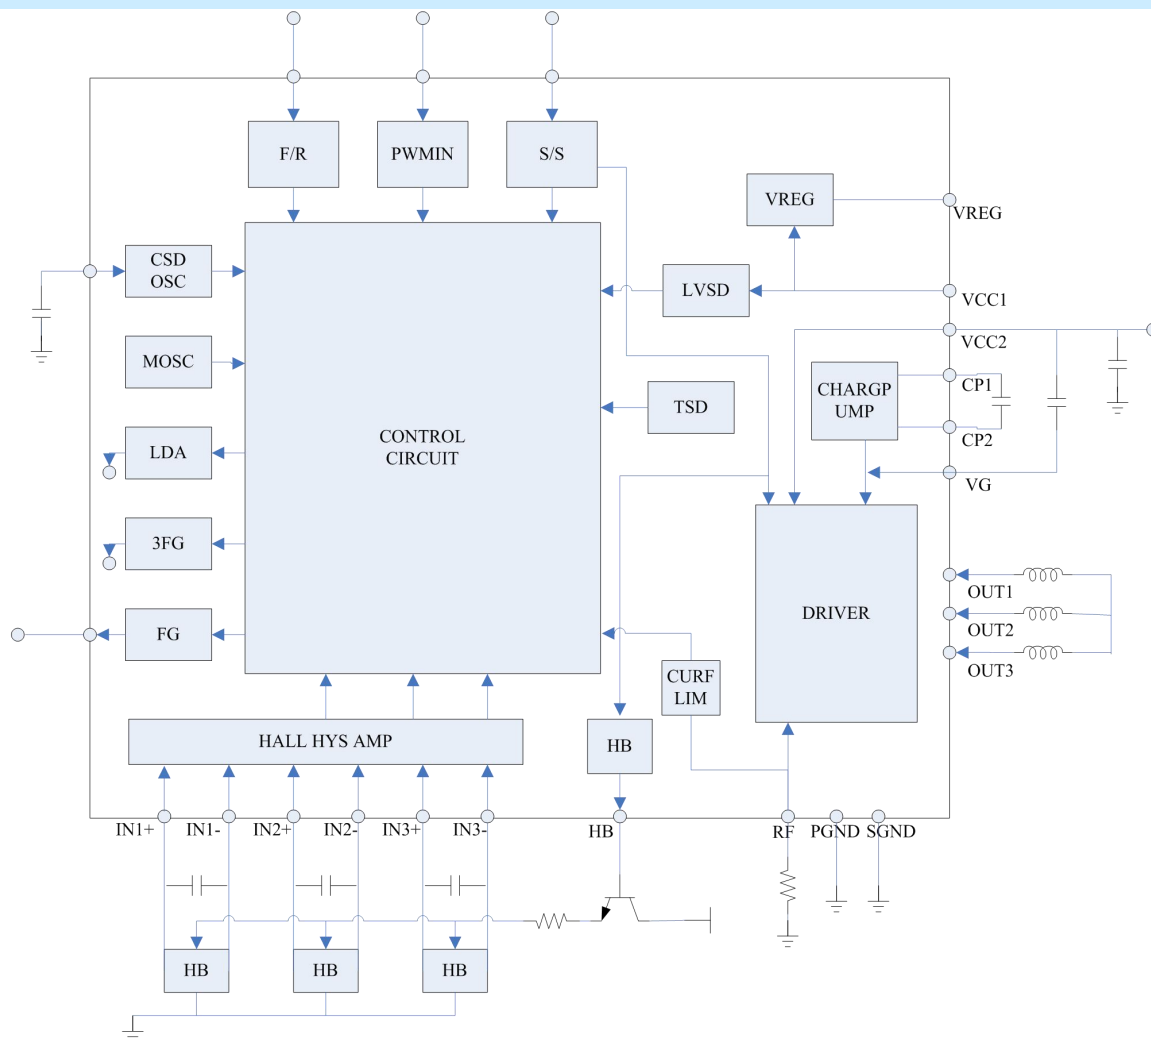 F/R
PWMIN
S/S
VREG
VREG
CSD
OSC
LVSD
VCC1
VCC2
MOSC
CHARGP
UMP
CP1
TSD
CP2
CONTROL
CIRCUIT
LDA
VG
3FG
OUT1
DRIVER
OUT2
FG
OUT3
CURF
LIM
HALL HYS AMP
HB
IN1+
IN1-
IN2+
IN2-
IN3+
IN3-
HB
RF
PGND
SGND
HB
HB
HB